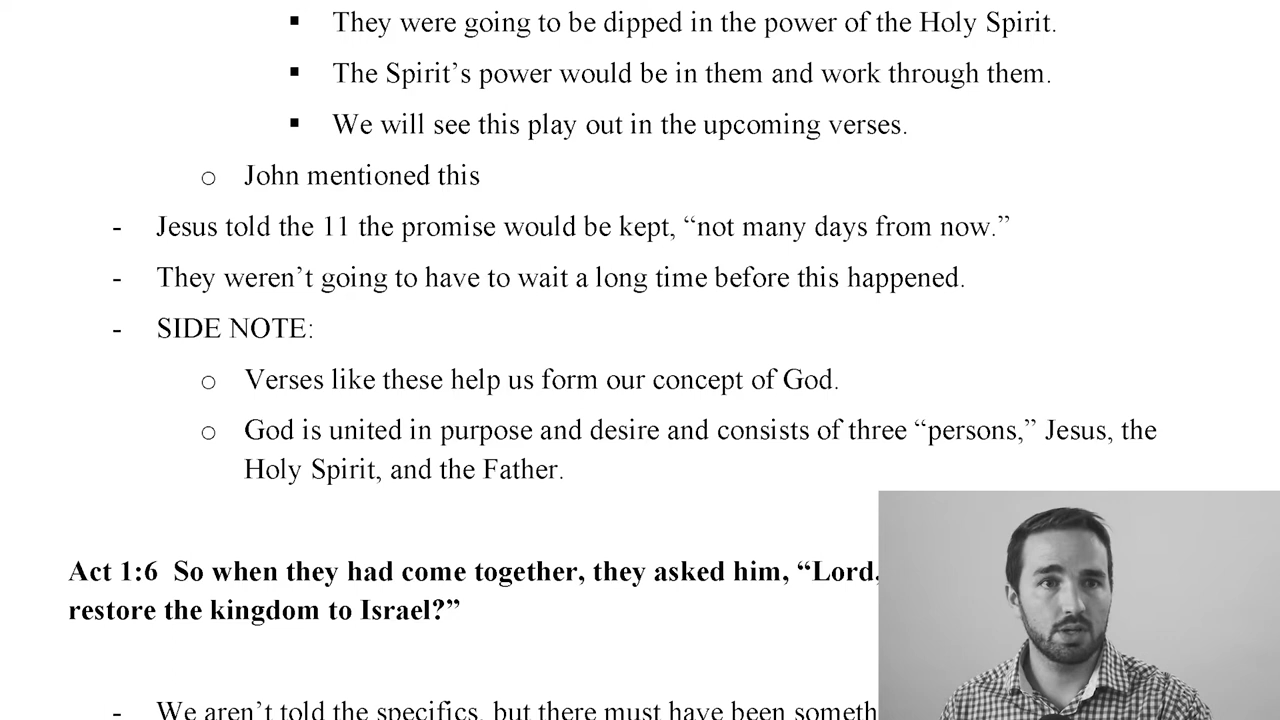 ▪ They were going to be dipped in the power of the Holy Spirit.
▪ The Spirit’s power would be in them and work through them.
▪ We will see this play out in the upcoming verses.
o John mentioned this
- Jesus told the 11 the promise would be kept, “not many days from now.”
- They weren’t going to have to wait a long time before this happened.
- SIDE NOTE:
o Verses like these help us form our concept of God.
o God is united in purpose and desire and consists of three “persons,” Jesus, the
Holy Spirit, and the Father.
Act 1:6 So when they had come together, they asked him, “Lord,
restore the kingdom to Israel?”
- We aren’t told the specifics, but there must have been